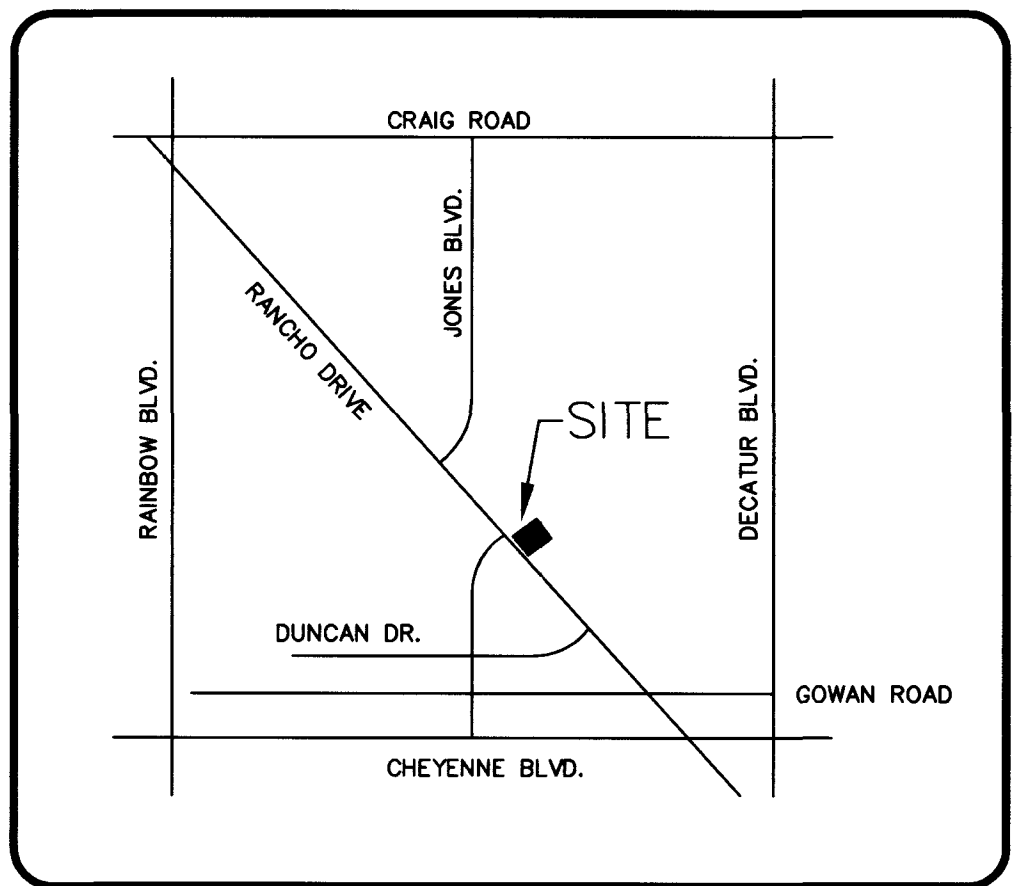 CRAIG ROAD
JONES BLVD.
RANCHO DRIVE
RAINBOW BLVD.
SITE
DECATUR BLVD.
DUNCAN DR.
GOWAN ROAD
CHEYENNE BLVD.